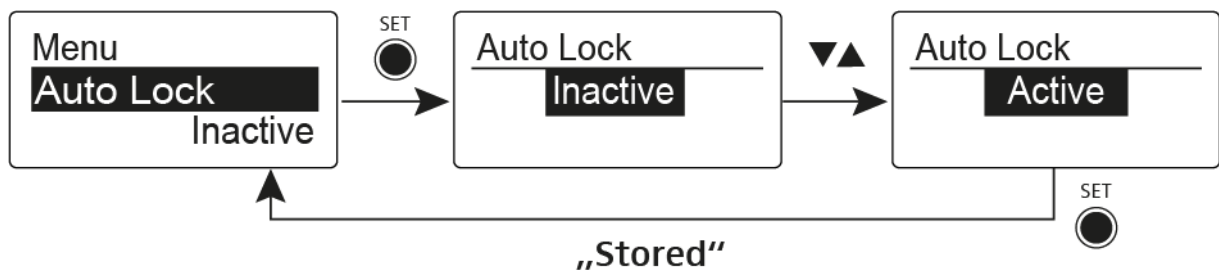 Menu
Auto Lock
Inactive
SET
Auto Lock
Inactive
▼▲
Auto Lock
Active
SET
„Stored“